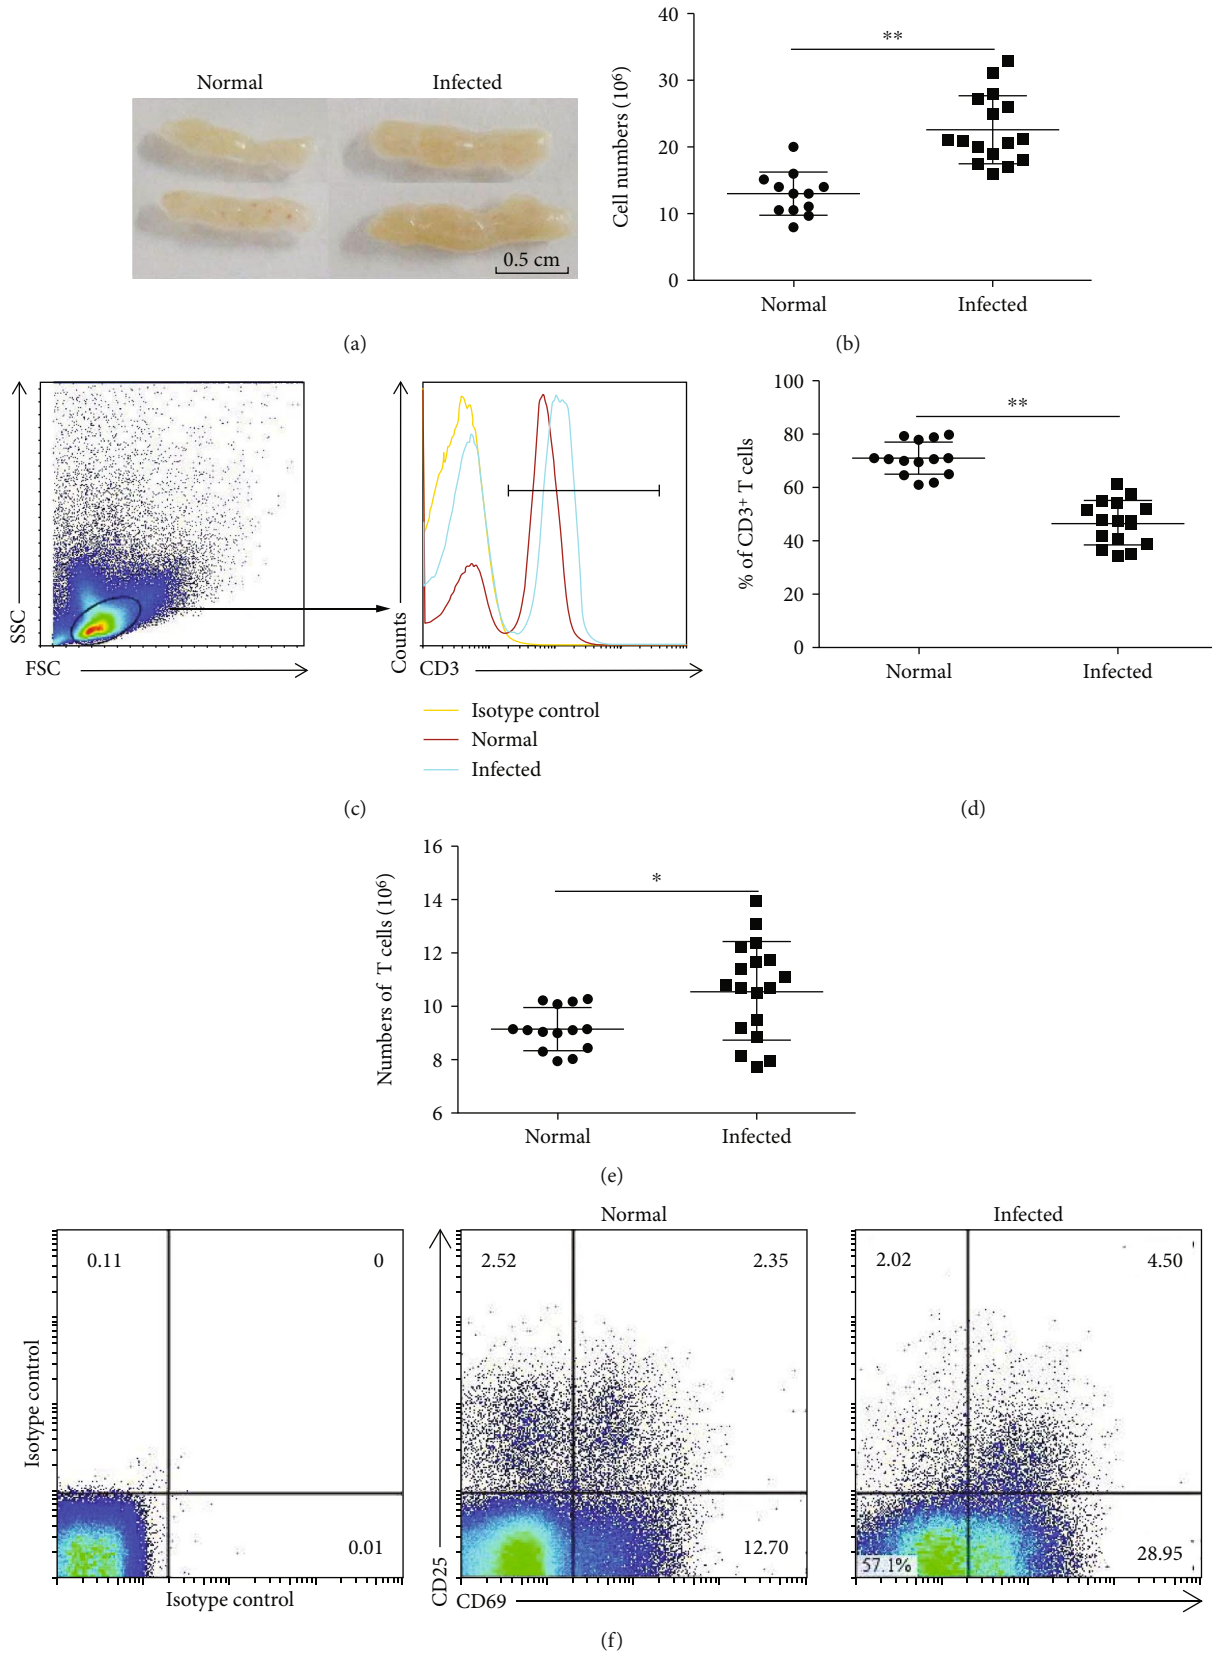 Normal
Infected
0.5 cm
(a)
Cell numbers (10⁶)
40
30
20
10
0
**
Normal
Infected
(b)
SSC
FSC
Counts
CD3
Isotype control
Normal
Infected
(c)
% of CD3⁺ T cells
100
80
60
40
20
0
**
Normal
Infected
(d)
Numbers of T cells (10⁶)
16
14
12
10
8
6
*
Normal
Infected
(e)
Isotype control
0.11
0
0.01
Isotype control
Normal
CD25
2.52
2.35
12.70
CD69
Infected
2.02
4.50
57.1%
28.95
(f)